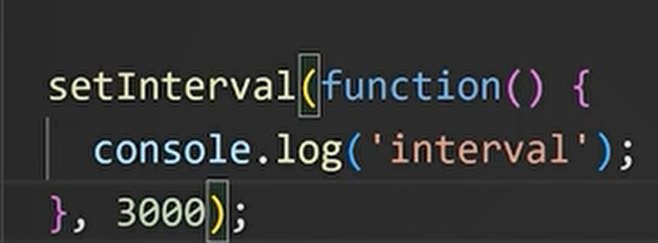 setInterval(function() {
console.log('interval');
}, 3000);